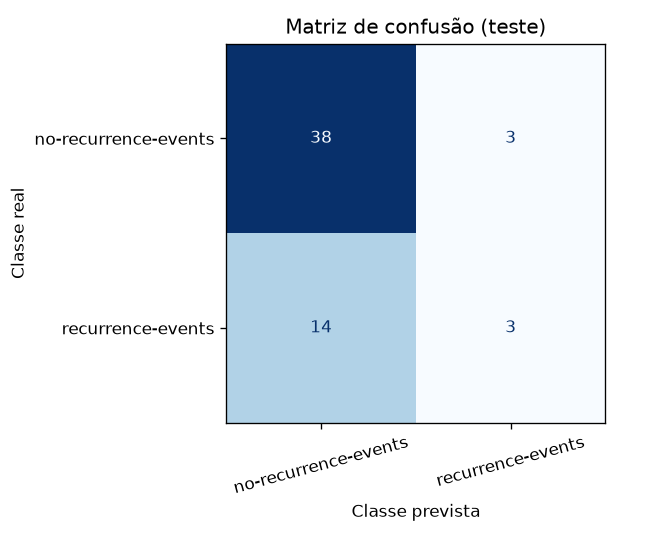 Matriz de confusão (teste)
no-recurrence-events
38
3
Classe real
recurrence-events
14
3
no-recurrence-events
recurrence-events
Classe prevista